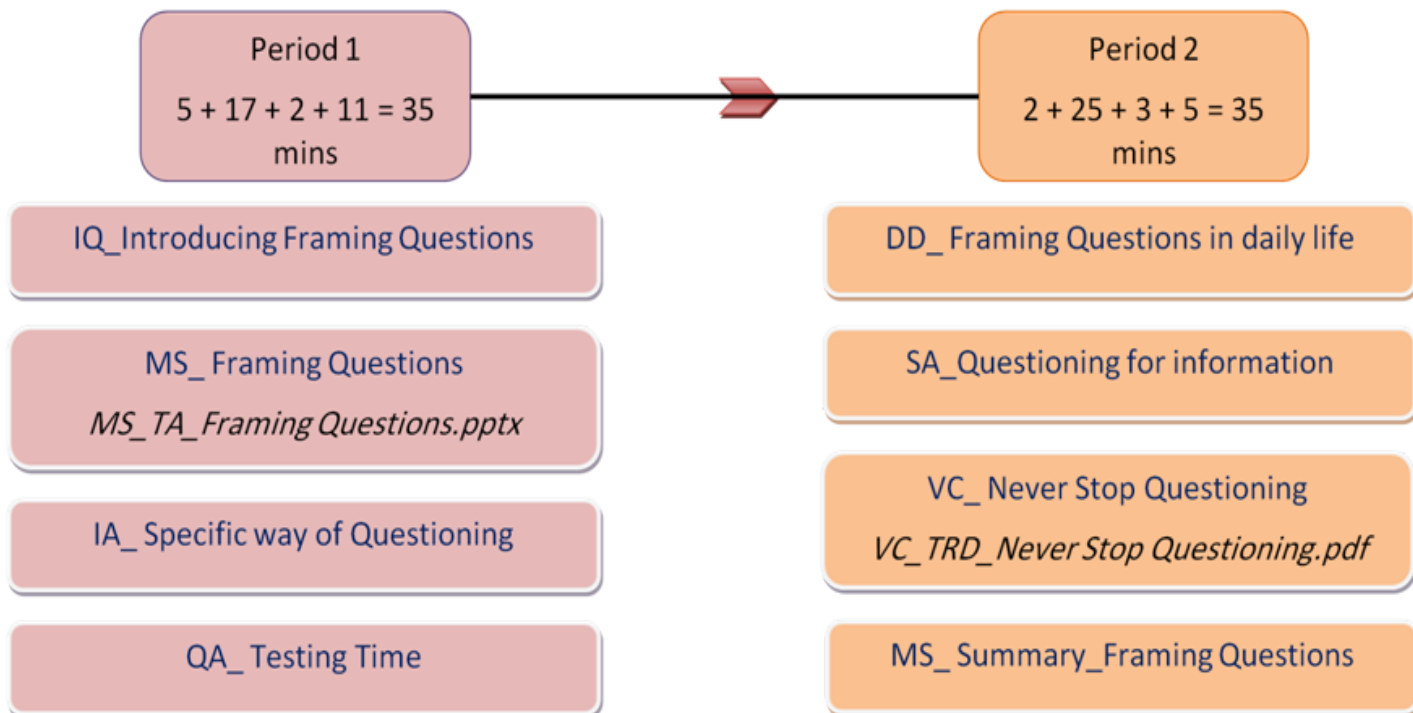 Period 1
5 + 17 + 2 + 11 = 35
mins
IQ_Introducing Framing Questions
MS_ Framing Questions
MS_TA_Framing Questions.pptx
IA_ Specific way of Questioning
QA_ Testing Time
Period 2
2 + 25 + 3 + 5 = 35
mins
DD_ Framing Questions in daily life
SA_Questioning for information
VC_ Never Stop Questioning
VC_TRD_Never Stop Questioning.pdf
MS_ Summary_Framing Questions